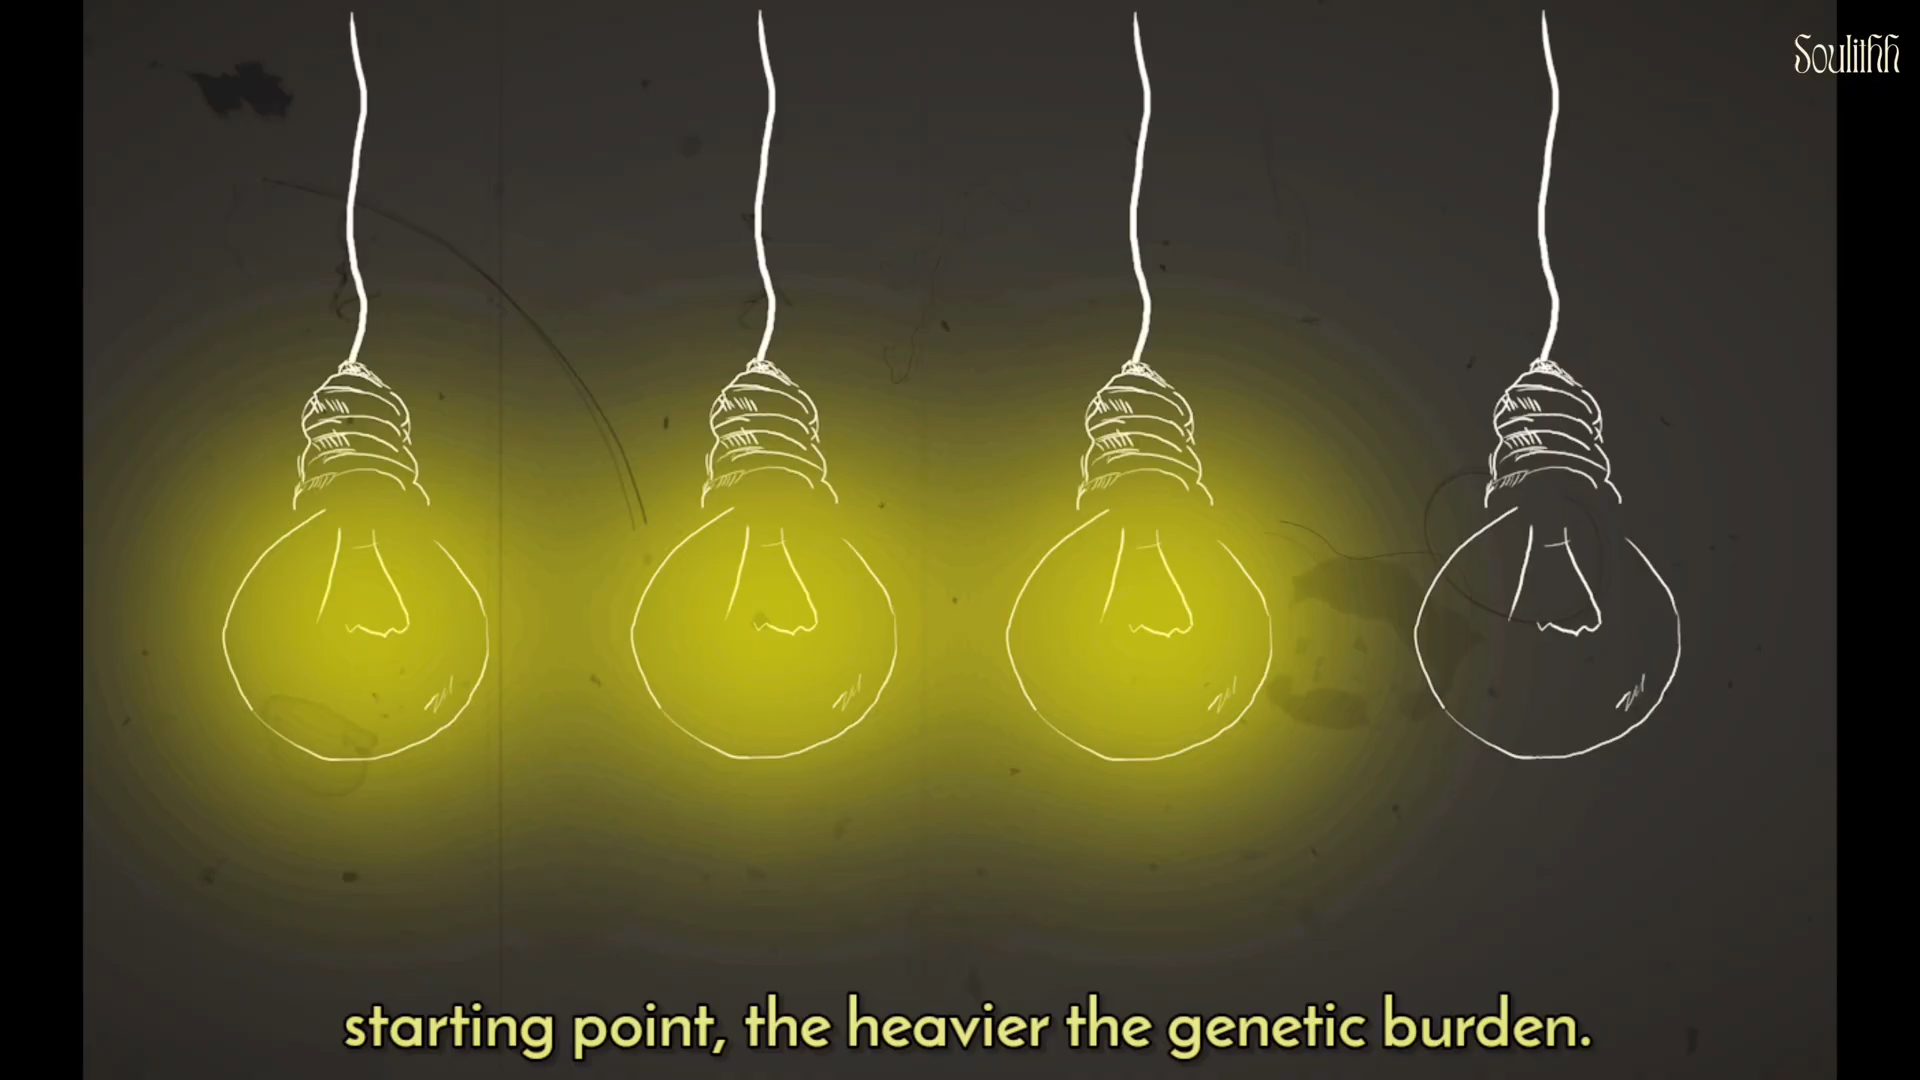 Soulithh
starting point, the heavier the genetic burden.